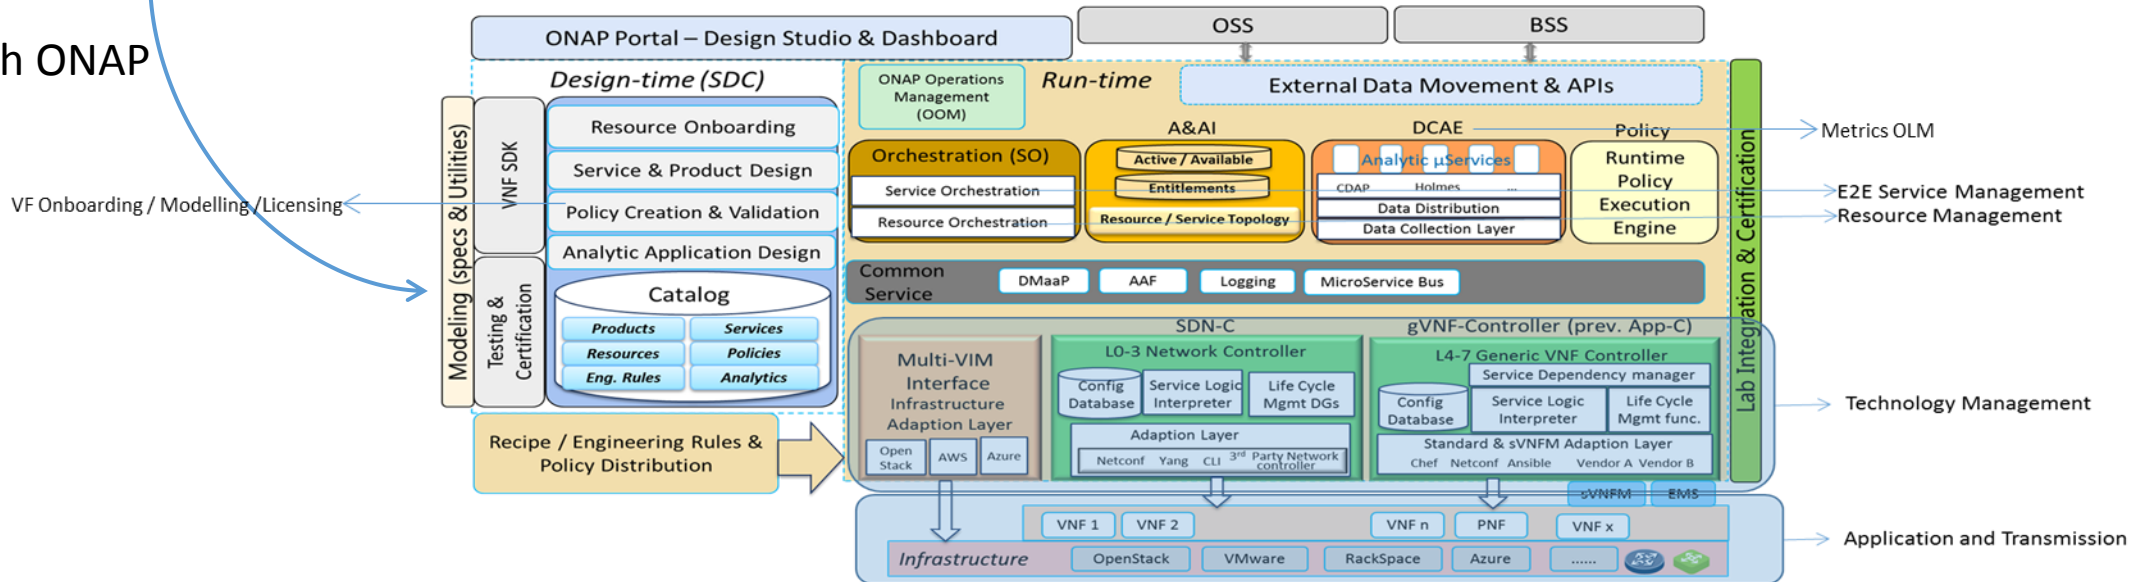 h ONAP
ONAP Portal – Design Studio & Dashboard
OSS
BSS
Design-time (SDC)
ONAP Operations
Management
(OOM)
Run-time
External Data Movement & APIs
Modeling (specs & Utilities)
VNF SDK
Testing &
Certification
Resource Onboarding
Service & Product Design
Policy Creation & Validation
Analytic Application Design
VF Onboarding / Modelling /Licensing
Catalog
Products
Services
Resources
Policies
Eng. Rules
Analytics
Recipe / Engineering Rules &
Policy Distribution
Orchestration (SO)
Service Orchestration
Resource Orchestration
A&AI
Active / Available
Entitlements
Resource / Service Topology
DCAE
Analytic µServices
CDAP Holmes ...
Data Distribution
Data Collection Layer
Policy
Runtime
Policy
Execution
Engine
Lab Integration & Certification
Metrics OLM
E2E Service Management
Resource Management
Common
Service
DMaaP
AAF
Logging
MicroService Bus
Multi-VIM
Interface
Infrastructure
Adaption Layer
Open
Stack
AWS
Azure
SDN-C
L0-3 Network Controller
Config
Database
Service Logic
Interpreter
Life Cycle
Mgmt DGs
Adaption Layer
Netconf Yang CLI 3rd Party Network
controller
gVNF-Controller (prev. App-C)
L4-7 Generic VNF Controller
Service Dependency manager
Config
Database
Service Logic
Interpreter
Life Cycle
Mgmt func.
Standard & sVNFM Adaption Layer
Chef Netconf Ansible Vendor A Vendor B
Technology Management
sVNFM
EMS
VNF 1
VNF 2
VNF n
PNF
VNF x
Infrastructure
OpenStack
VMware
RackSpace
Azure
......
Application and Transmission